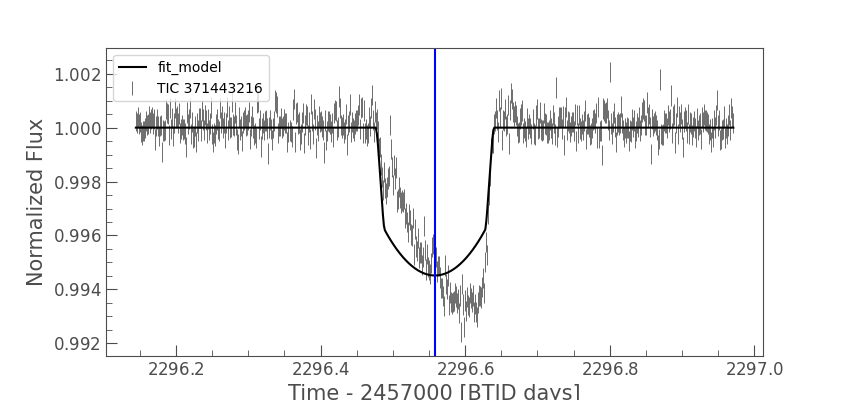 fit_model
TIC 371443216
1.002
1.000
0.998
0.996
0.994
0.992
Normalized Flux
2296.2 2296.4 2296.6 2296.8 2297.0
Time - 2457000 [BTJD days]